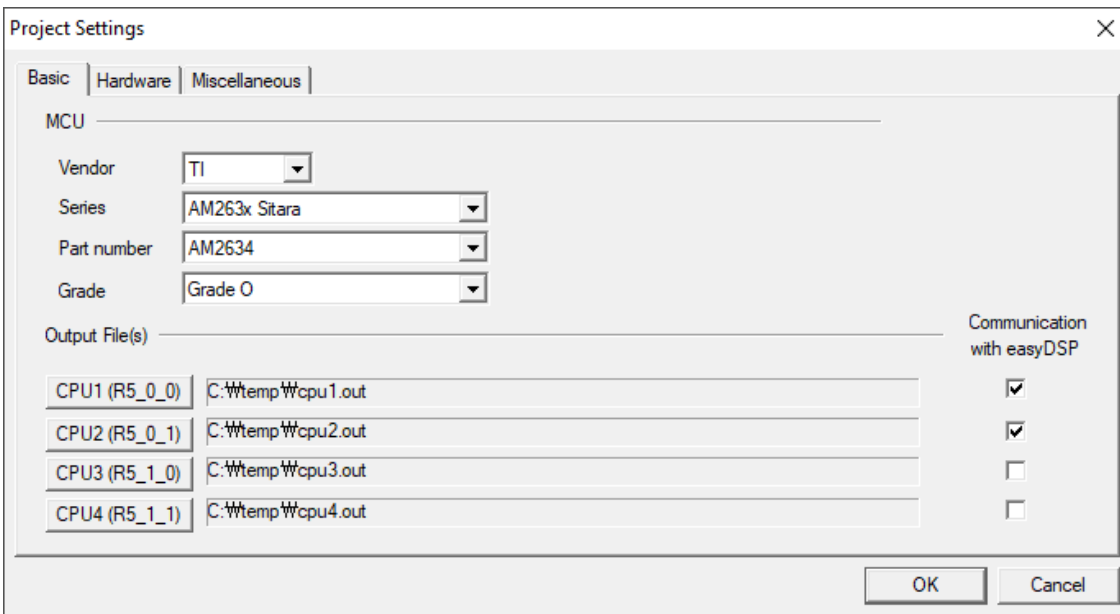 Project Settings
Basic Hardware Miscellaneous
MCU
Vendor TI
Series AM263x Sitara
Part number AM2634
Grade Grade O
Output File(s)
Communication
with easyDSP
CPU1 (R5_0_0) C:₩temp₩cpu1.out
CPU2 (R5_0_1) C:₩temp₩cpu2.out
CPU3 (R5_1_0) C:₩temp₩cpu3.out
CPU4 (R5_1_1) C:₩temp₩cpu4.out
OK Cancel